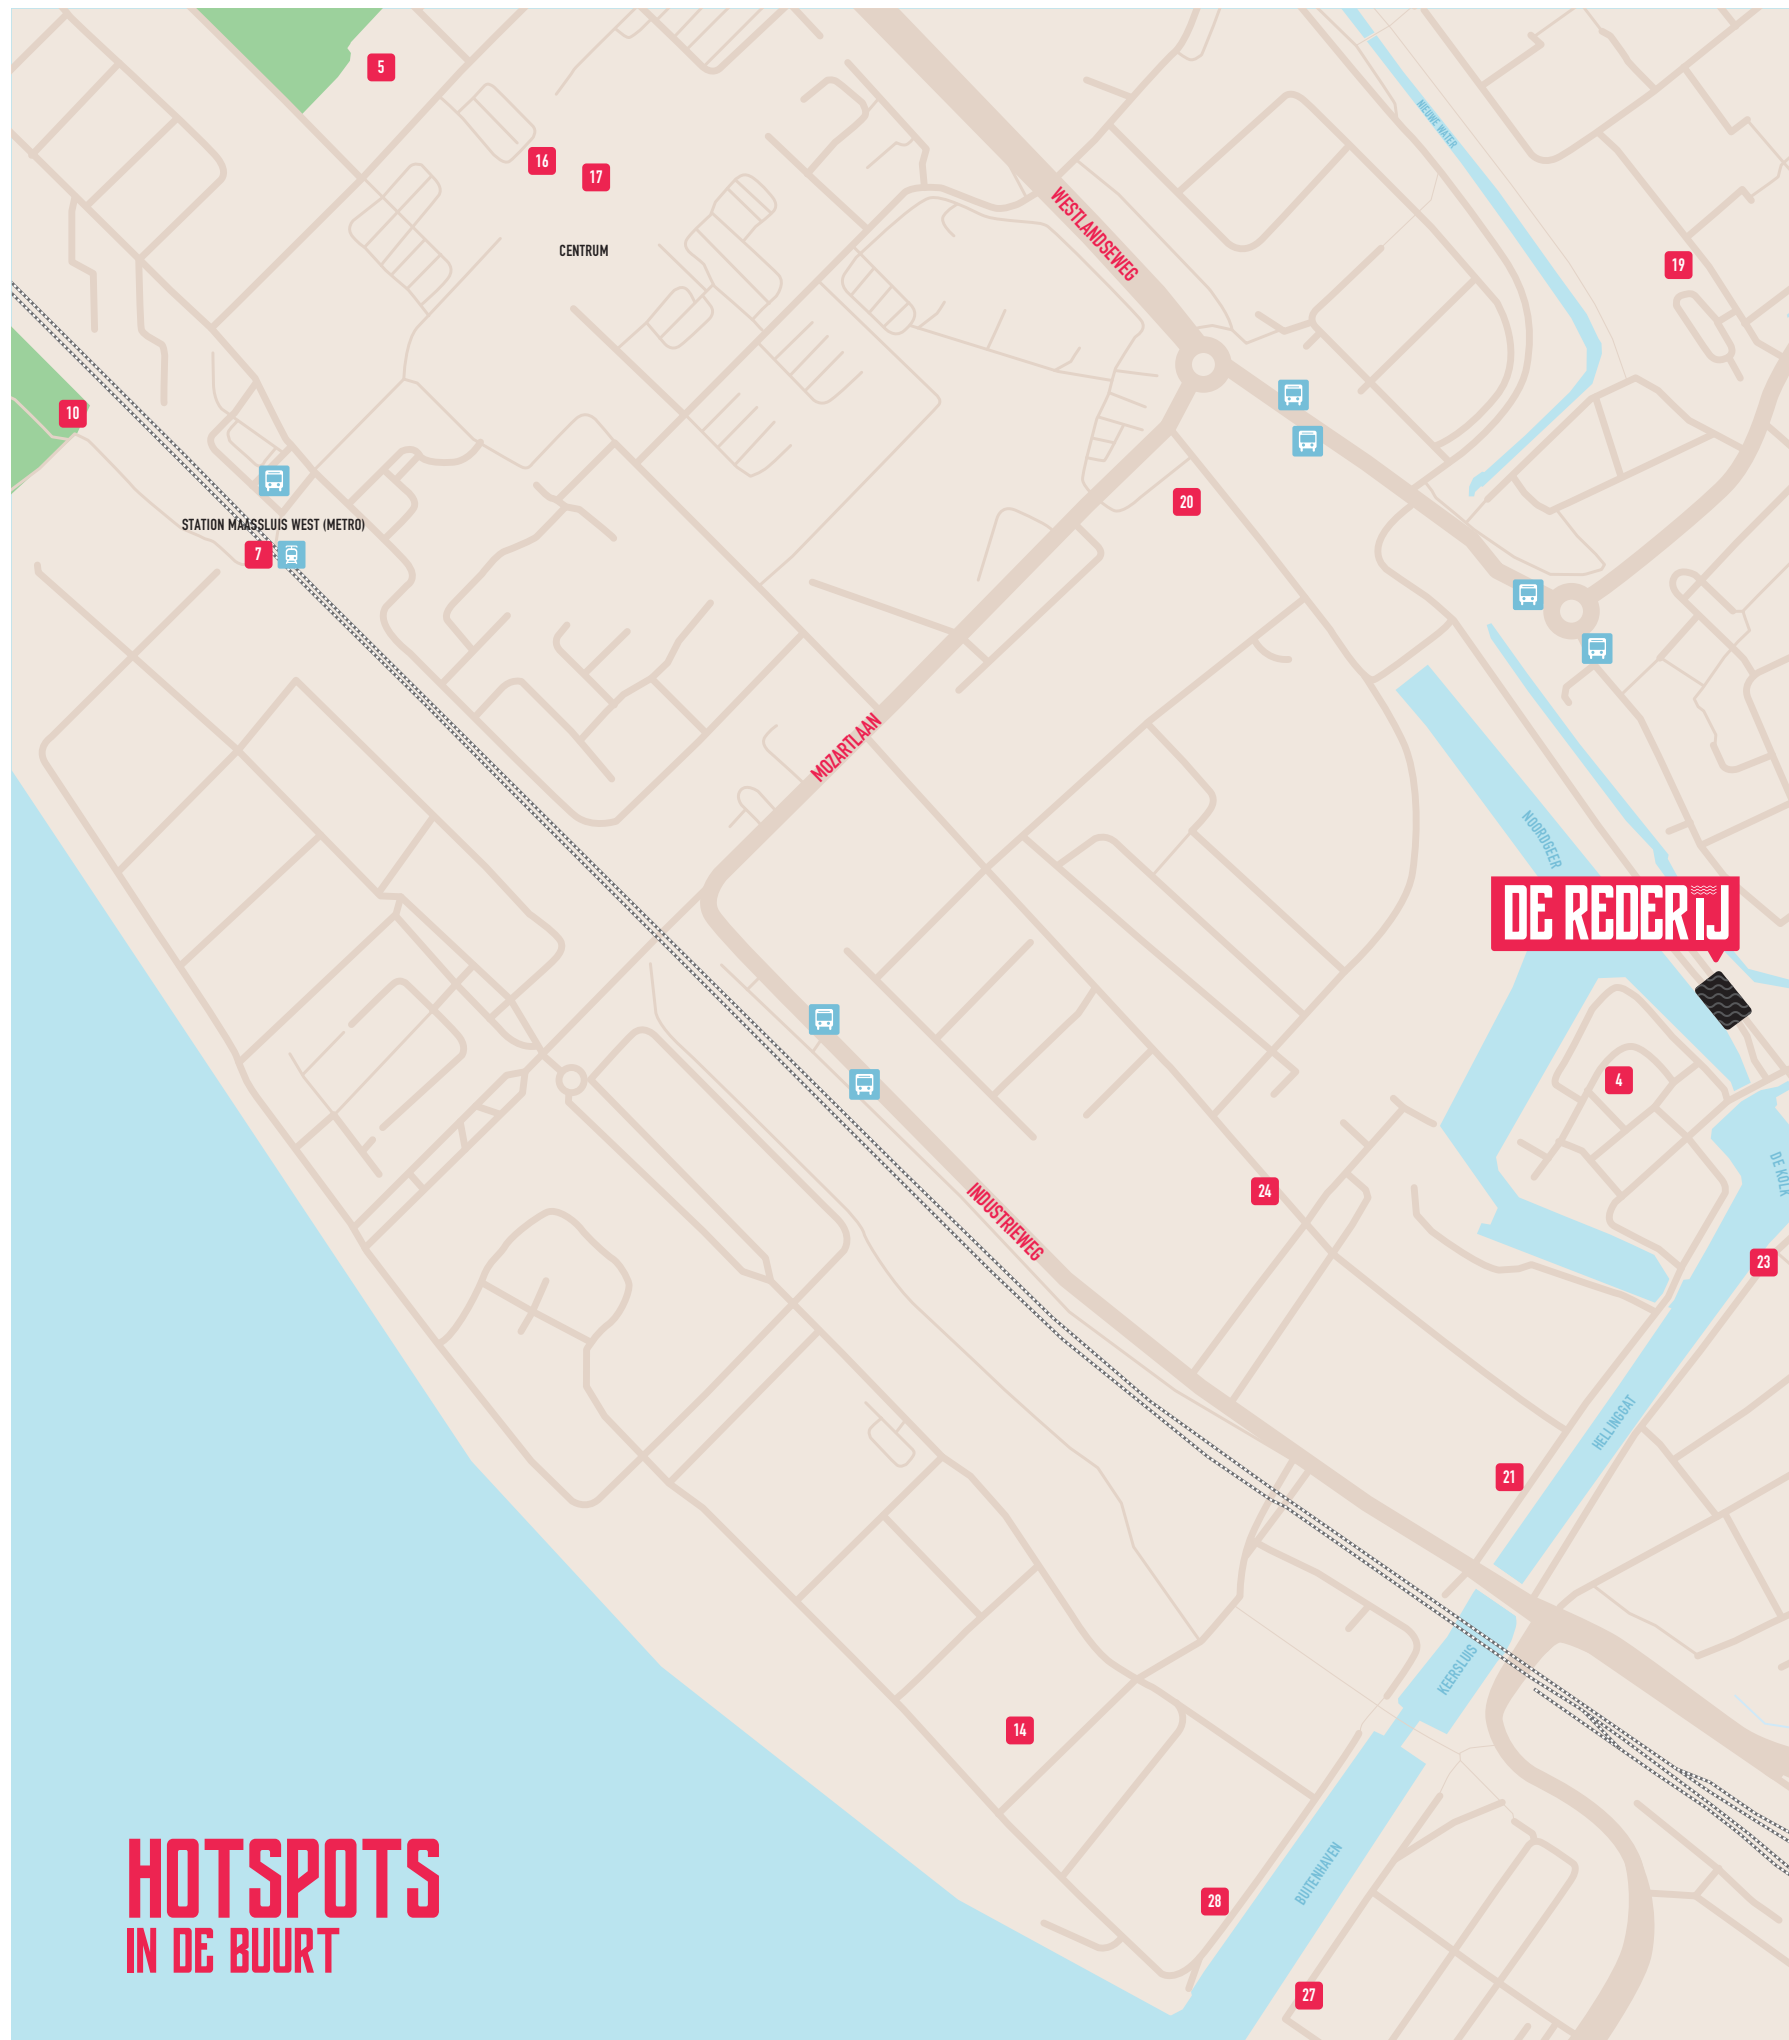 5
16
17
CENTRUM
NIEUWE WATER
WESTLANDSEWEG
19
10
20
STATION MAASSLUIS WEST (METRO)
7
MOZARTLAAN
NOORDGEER
DE REDERIJ
4
DE KOLK
24
INDUSTRIEWEG
23
HELLINGGAT
21
KEERSLUIS
14
BUITENHAVEN
28
27
HOTSPOTS
IN DE BUURT